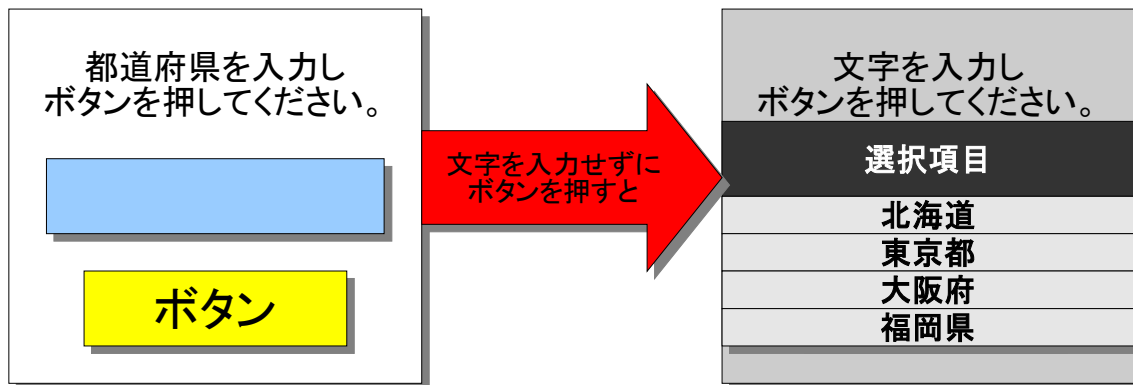 都道府県を入力し
ボタンを押してください。
ボタン
文字を入力せずに
ボタンを押すと
文字を入力し
ボタンを押してください。
選択項目
北海道
東京都
大阪府
福岡県